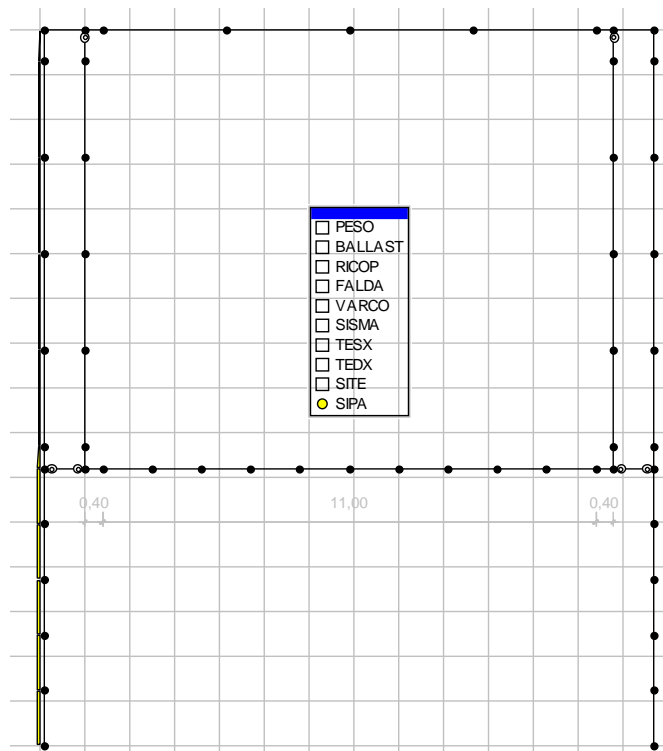 PESO
BALLAST
RICOP
FALDA
VARCO
SISMA
TESX
TEDX
SITE
SIPA
0,40 11,00 0,40